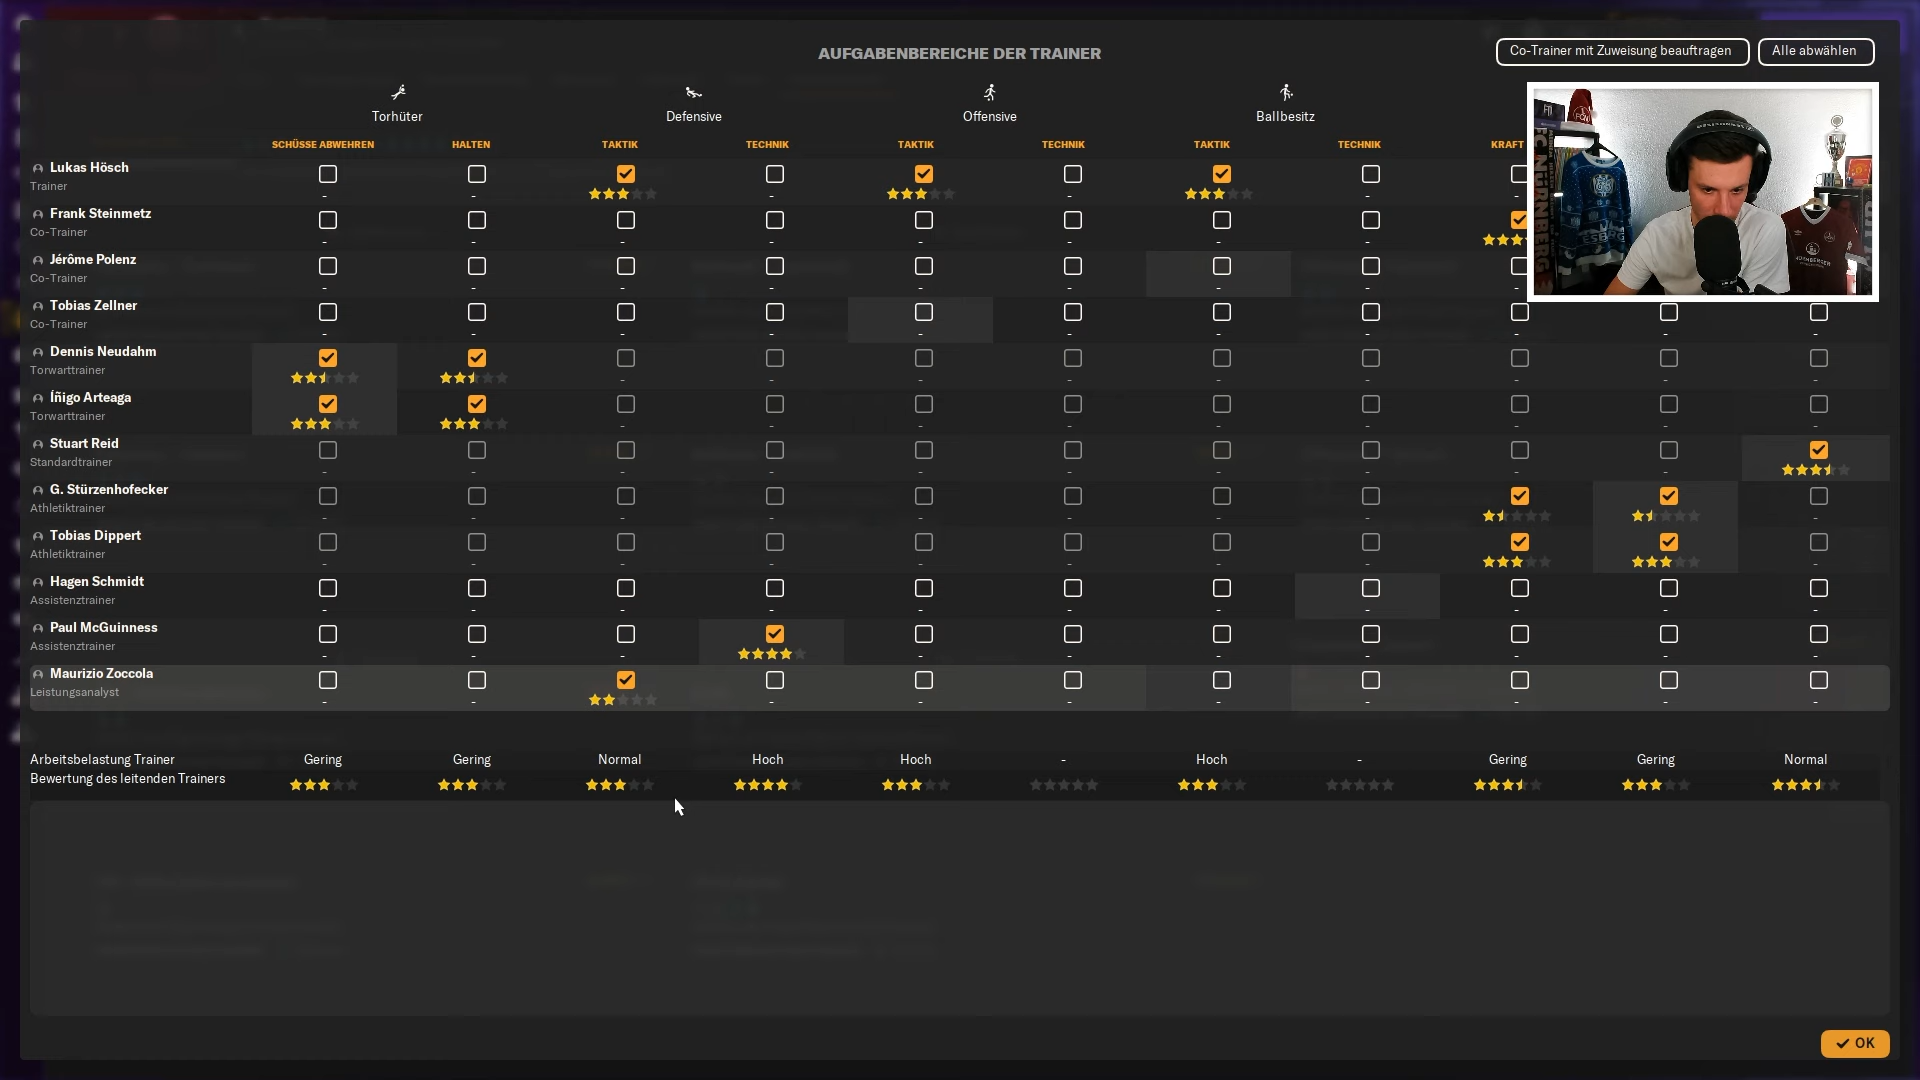 AUFGABENBEREICHE DER TRAINER
Co-Trainer mit Zuweisung beauftragen
Alle abwählen
Torhüter
Defensive
Offensive
Ballbesitz
SCHÜSSE ABWEHREN
HALTEN
TAKTIK
TECHNIK
TAKTIK
TECHNIK
TAKTIK
TECHNIK
KRAFT
Lukas Hösch
Trainer
Frank Steinmetz
Co-Trainer
Jérôme Polenz
Co-Trainer
Tobias Zellner
Co-Trainer
Dennis Neudahm
Torwarttrainer
Íñigo Arteaga
Torwarttrainer
Stuart Reid
Standardtrainer
G. Stürzenhofecker
Athletiktrainer
Tobias Dippert
Athletiktrainer
Hagen Schmidt
Assistenztrainer
Paul McGuinness
Assistenztrainer
Maurizio Zoccola
Leistungsanalyst
Arbeitsbelastung Trainer
Gering
Gering
Normal
Hoch
Hoch
-
Hoch
-
Gering
Gering
Normal
Bewertung des leitenden Trainers
OK